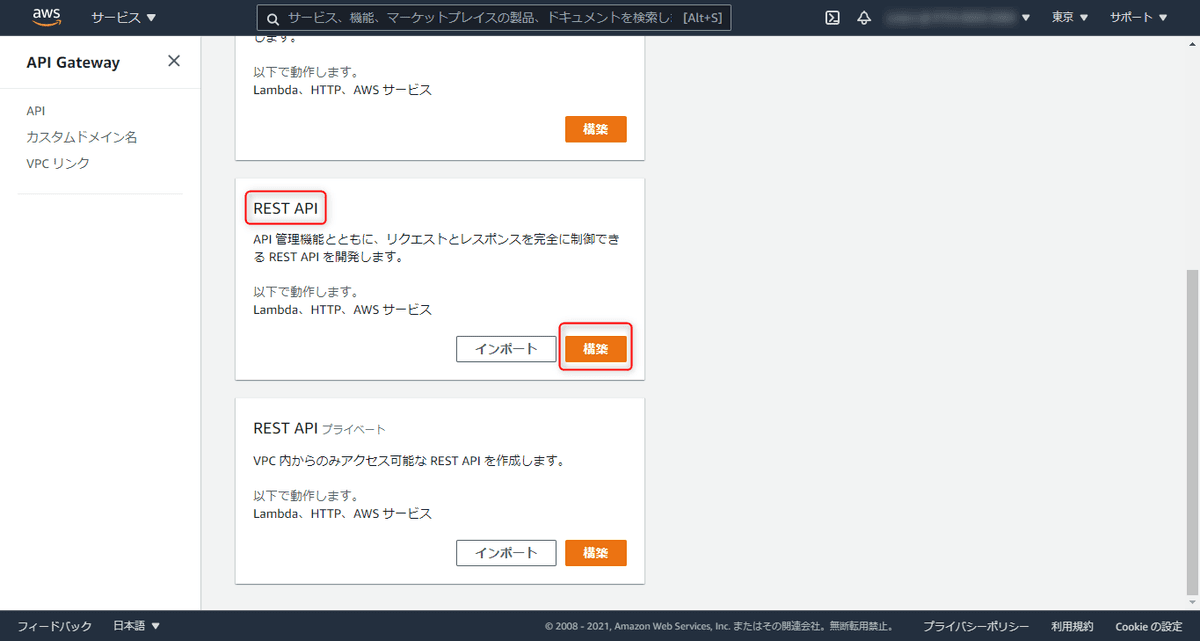 aws
サービス ▼
サービス、機能、マーケットプレイスの製品、ドキュメントを検索し [Alt+S]
東京 ▼
サポート ▼
API Gateway
API
カスタムドメイン名
VPC リンク
します。
以下で動作します。
Lambda、HTTP、AWS サービス
構築
REST API
API 管理機能とともに、リクエストとレスポンスを完全に制御でき
る REST API を開発します。
以下で動作します。
Lambda、HTTP、AWS サービス
インポート
構築
REST API プライベート
VPC 内からのみアクセス可能な REST API を作成します。
以下で動作します。
Lambda、HTTP、AWS サービス
インポート
構築
フィードバック
日本語 ▼
© 2008 - 2021, Amazon Web Services, Inc. またはその関連会社。無断転用禁止。
プライバシーポリシー
利用規約
Cookie の設定